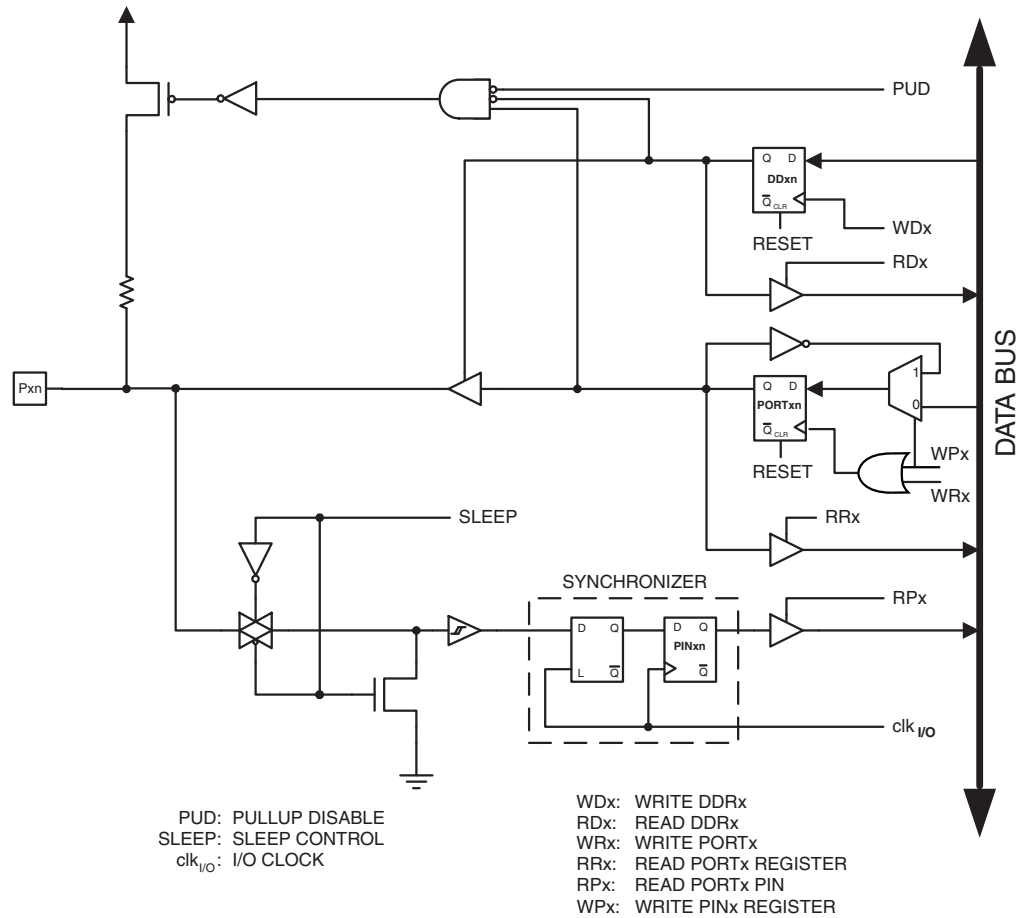 PUD
Q D
DDxn
Q CLR
WDx
RESET
RDx
DATA BUS
Pxn
1
Q D
0
PORTxn
Q CLR
WPx
RESET
WRx
SLEEP
RRx
SYNCHRONIZER
RPx
D Q
D Q
PINxn
L Q
Q
clk I/O
PUD: PULLUP DISABLE
SLEEP: SLEEP CONTROL
clkI/O: I/O CLOCK
WDx: WRITE DDRx
RDx: READ DDRx
WRx: WRITE PORTx
RRx: READ PORTx REGISTER
RPx: READ PORTx PIN
WPx: WRITE PINx REGISTER